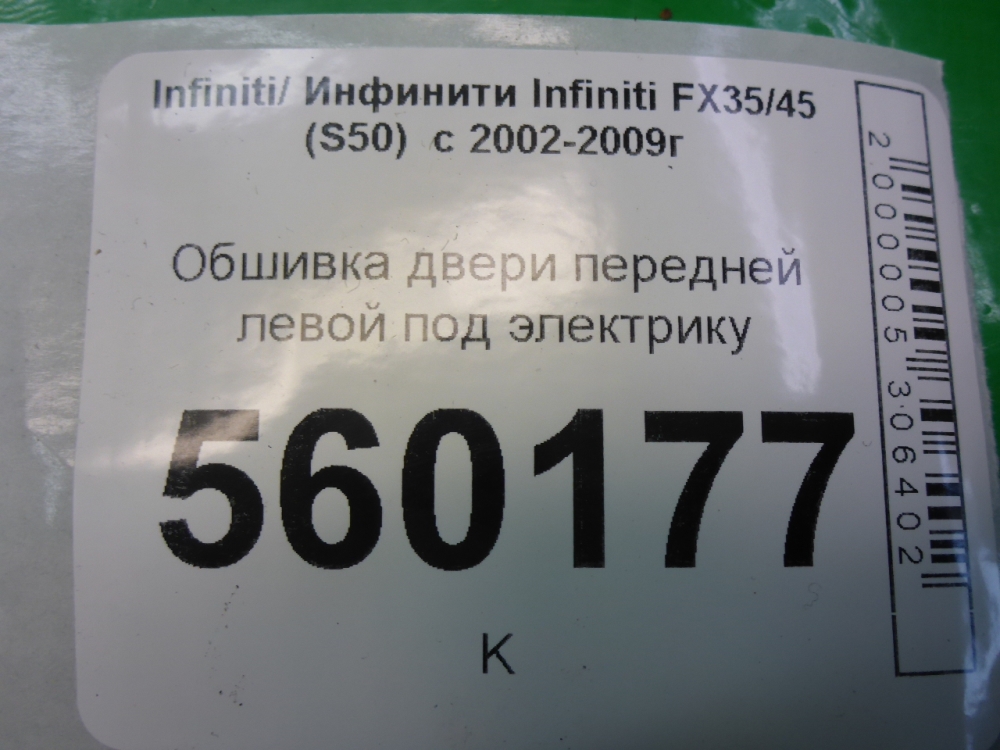 Infiniti/ Инфинити Infiniti FX35/45
(S50) с 2002-2009г
Обшивка двери передней
левой под электрику
560177
К
2000005306402